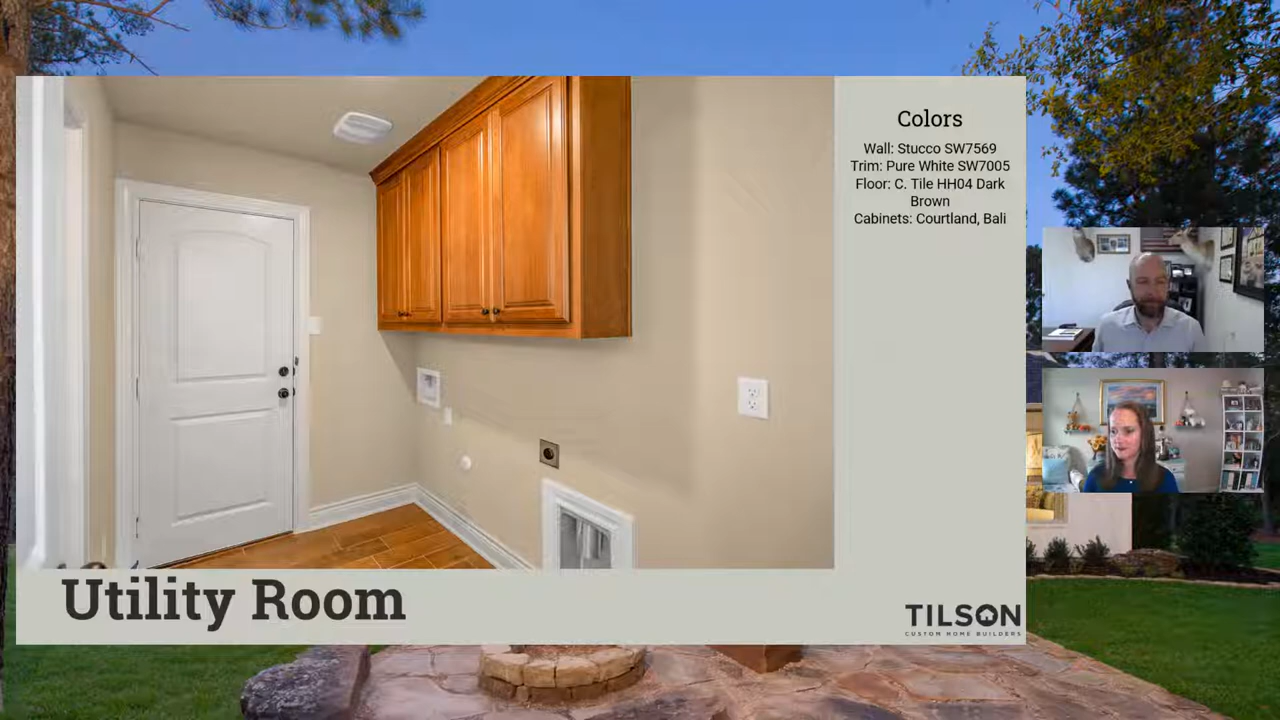 Colors
Wall: Stucco SW7569
Trim: Pure White SW7005
Floor: C. Tile HH04 Dark
Brown
Cabinets: Courtland, Bali
Utility Room
TILSON
CUSTOM HOME BUILDERS